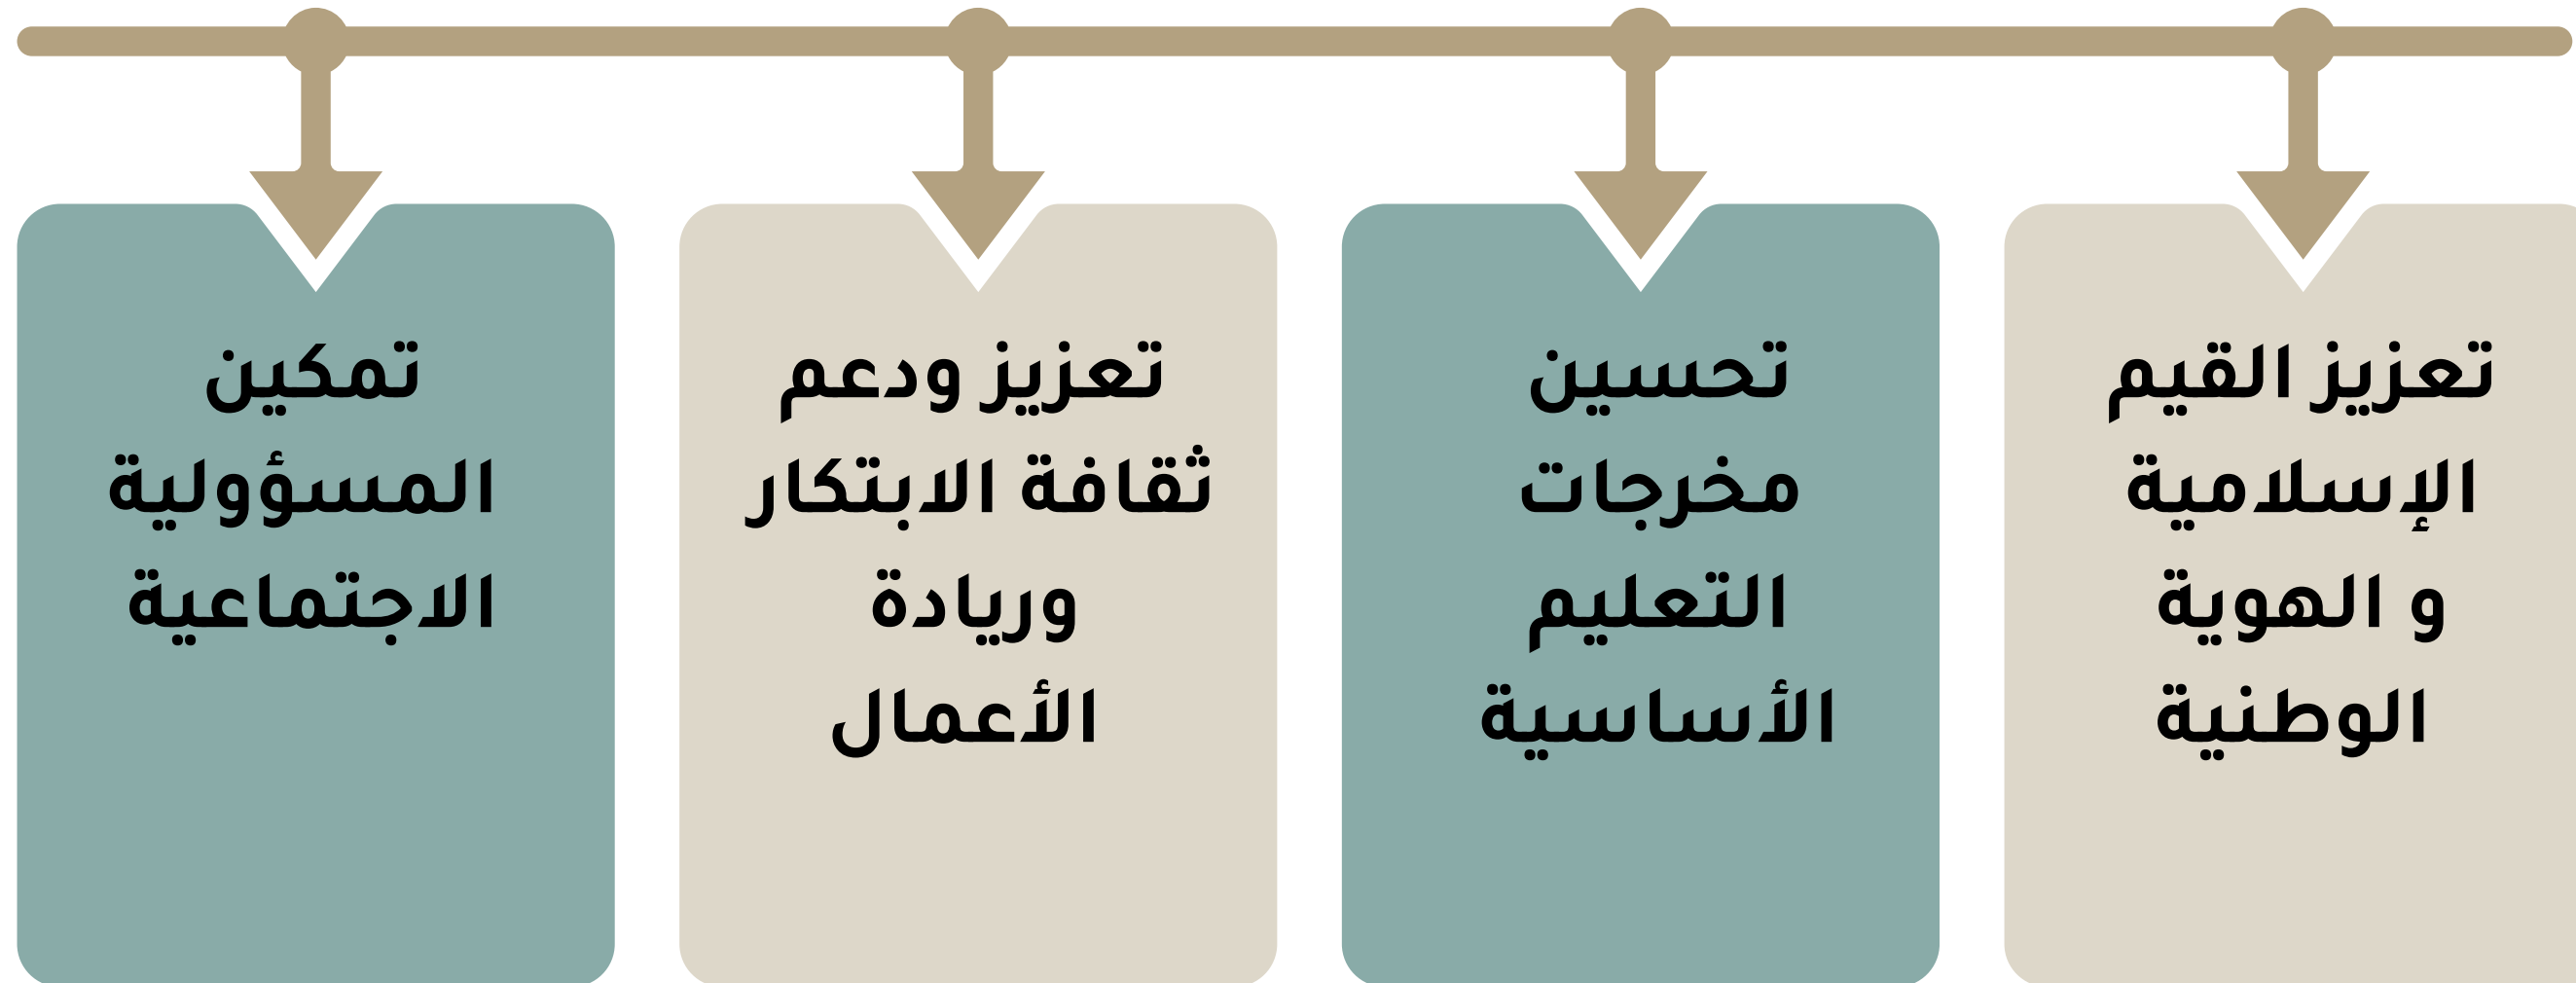 تعزيز القيم
الإسلامية
و الهوية
الوطنية
تحسين
مخرجات
التعليم
الأساسية
تعزيز ودعم
ثقافة الابتكار
وريادة
الأعمال
تمكين
المسؤولية
الاجتماعية